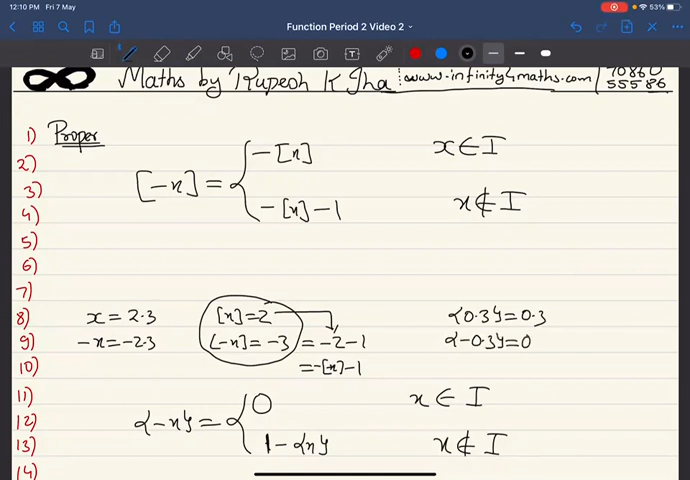 12:10 PM Fri 7 May
53%
Function Period 2 Video 2
Maths by Rupesh K Jha
www.infinity4maths.com
70860
55586
1) Proper
[-x] = { -[x] x ∈ I
2)
3)
-[x] - 1 x ∉ I
4)
5)
6)
7)
8) x = 2.3 [x] = 2 {0.3} = 0.3
9) -x = -2.3 [-x] = -3 = -2 - 1 {-0.3} = 0
10) = -[x] - 1
11) 0 x ∈ I
12) {-x} = {
13) 1 - {x} x ∉ I
14)